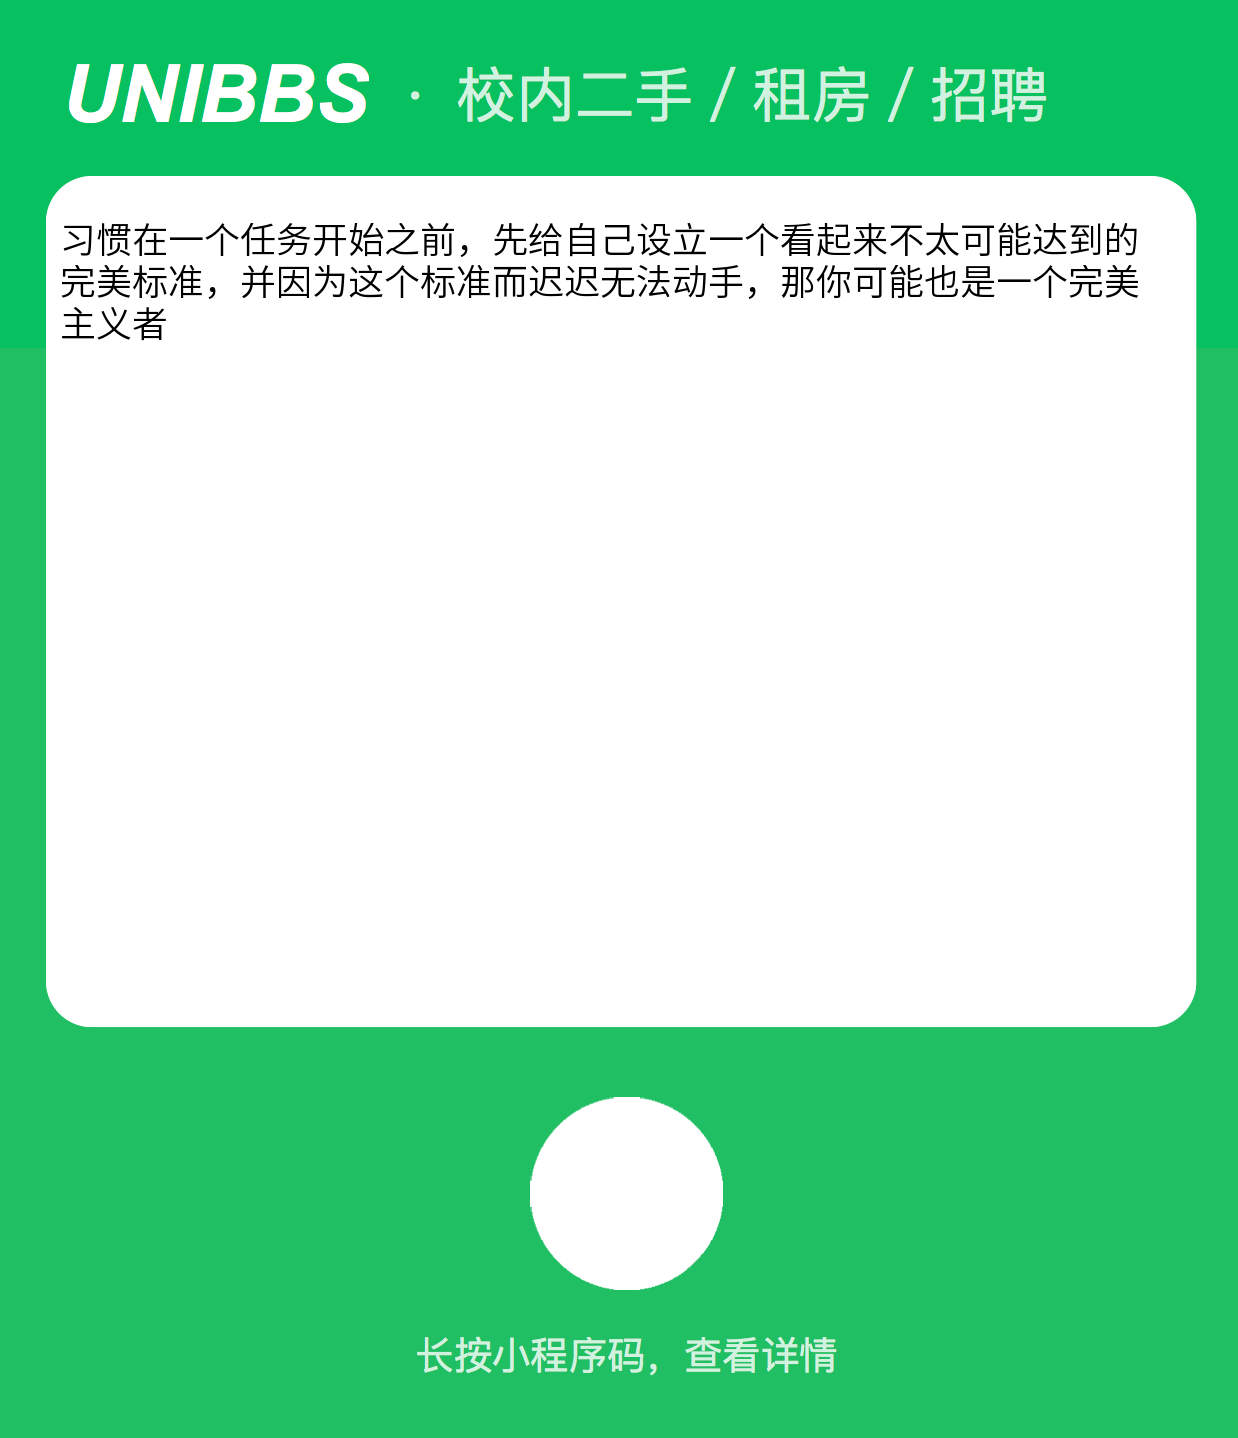 UNIBBS · 校内二手 / 租房 / 招聘
习惯在一个任务开始之前，先给自己设立一个看起来不太可能达到的
完美标准，并因为这个标准而迟迟无法动手，那你可能也是一个完美
主义者
长按小程序码，查看详情